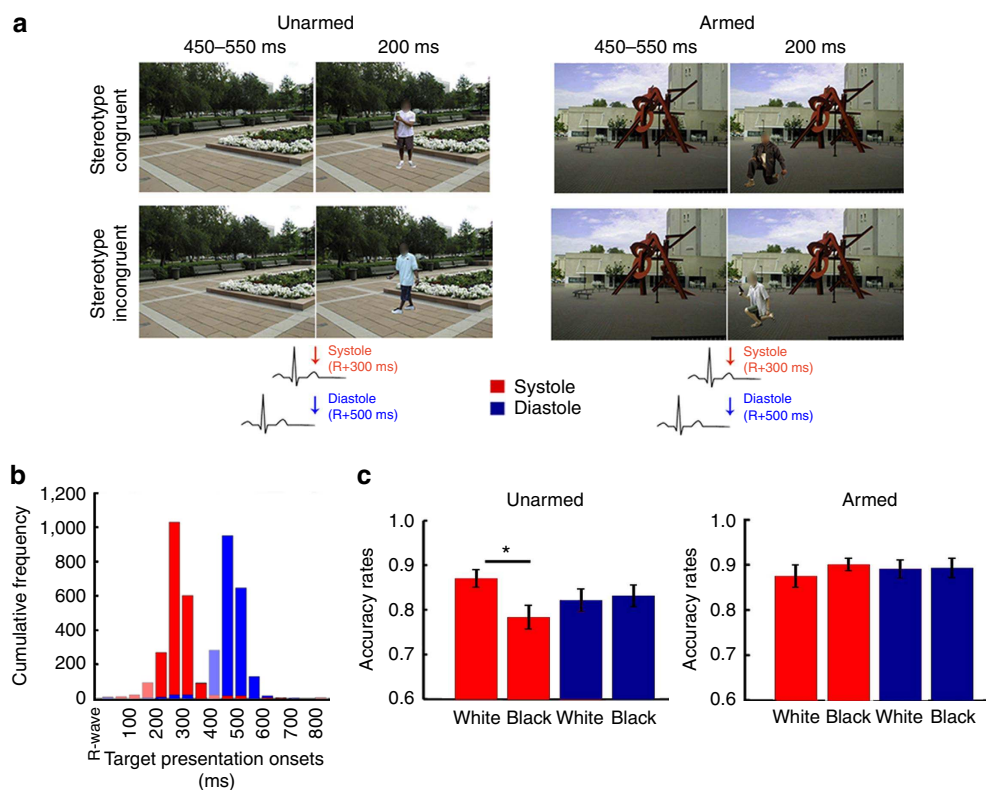 a
Unarmed
450–550 ms
200 ms
Armed
450–550 ms
200 ms
Stereotype
congruent
Stereotype
incongruent
Systole
(R+300 ms)
Diastole
(R+500 ms)
Systole
Diastole
Systole
(R+300 ms)
Diastole
(R+500 ms)
b
Cumulative frequency
1,200
1,000
800
600
400
200
0
R-wave
100
200
300
400
500
600
700
800
Target presentation onsets
(ms)
c
Unarmed
Accuracy rates
1.0
0.9
0.8
0.7
0.6
*
White Black White Black
Armed
Accuracy rates
1.0
0.9
0.8
0.7
0.6
White Black White Black